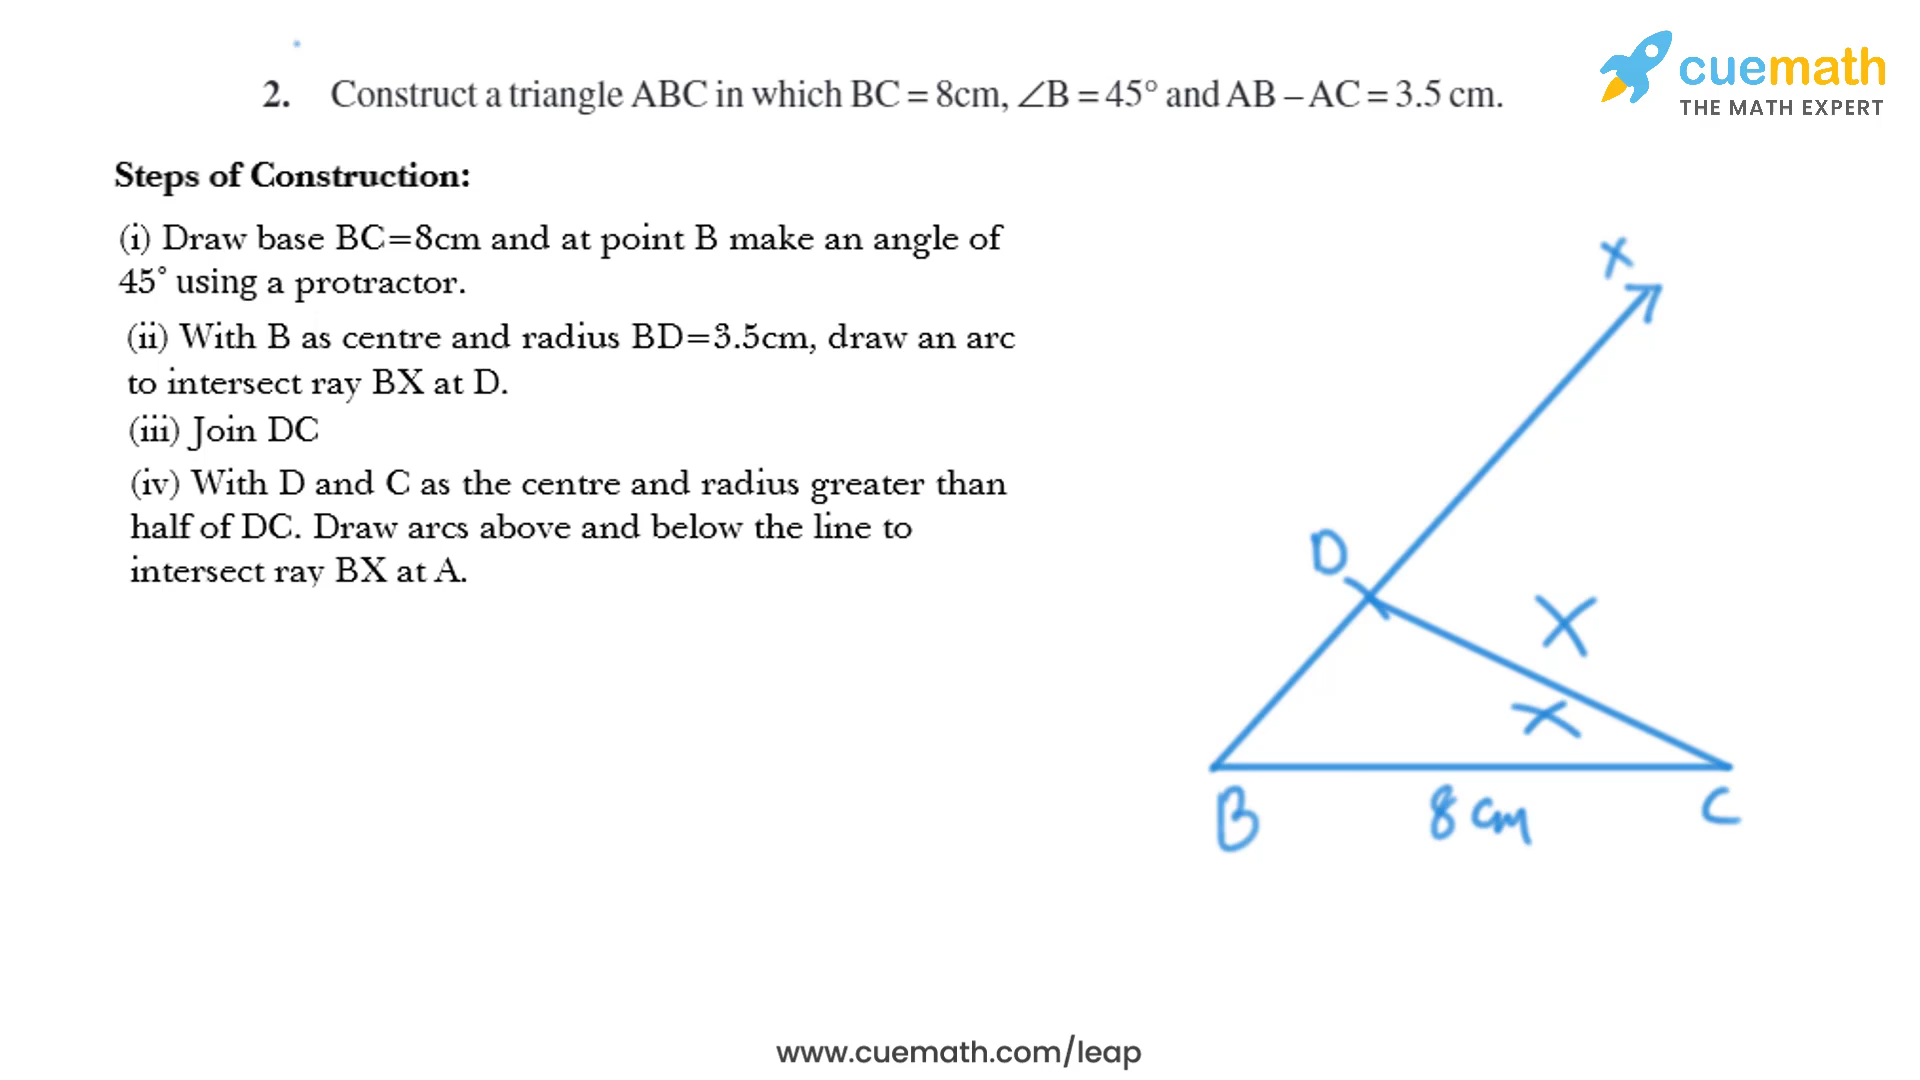 2. Construct a triangle ABC in which BC = 8cm, ∠B = 45° and AB – AC = 3.5 cm.
cuemath
THE MATH EXPERT
Steps of Construction:
(i) Draw base BC=8cm and at point B make an angle of
45° using a protractor.
(ii) With B as centre and radius BD=3.5cm, draw an arc
to intersect ray BX at D.
(iii) Join DC
(iv) With D and C as the centre and radius greater than
half of DC. Draw arcs above and below the line to
intersect ray BX at A.
X
D
B
8 cm
C
www.cuemath.com/leap